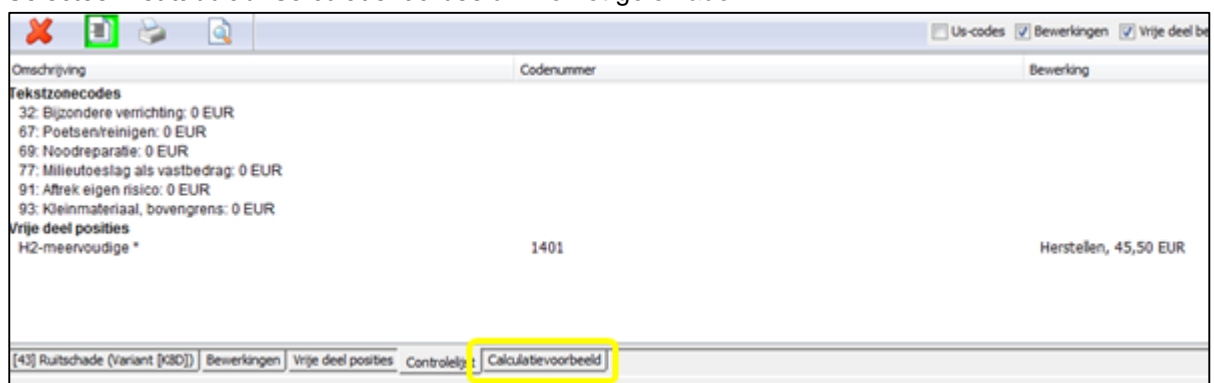 Us-codes Bewerkingen Vrije deel be
Omschrijving Codenummer Bewerking
Tekstzonecodes
32: Bijzondere verrichting: 0 EUR
67: Poetsen/reinigen: 0 EUR
69: Noodreparatie: 0 EUR
77: Milieutoeslag als vastbedrag: 0 EUR
91: Aftrek eigen risico: 0 EUR
93: Kleinmateriaal, bovengrens: 0 EUR
Vrije deel posities
H2-meervoudige * 1401 Herstellen, 45,50 EUR
[43] Ruitschade (Variant [K8D]) Bewerkingen Vrije deel posities Controlelijst Calculatievoorbeeld